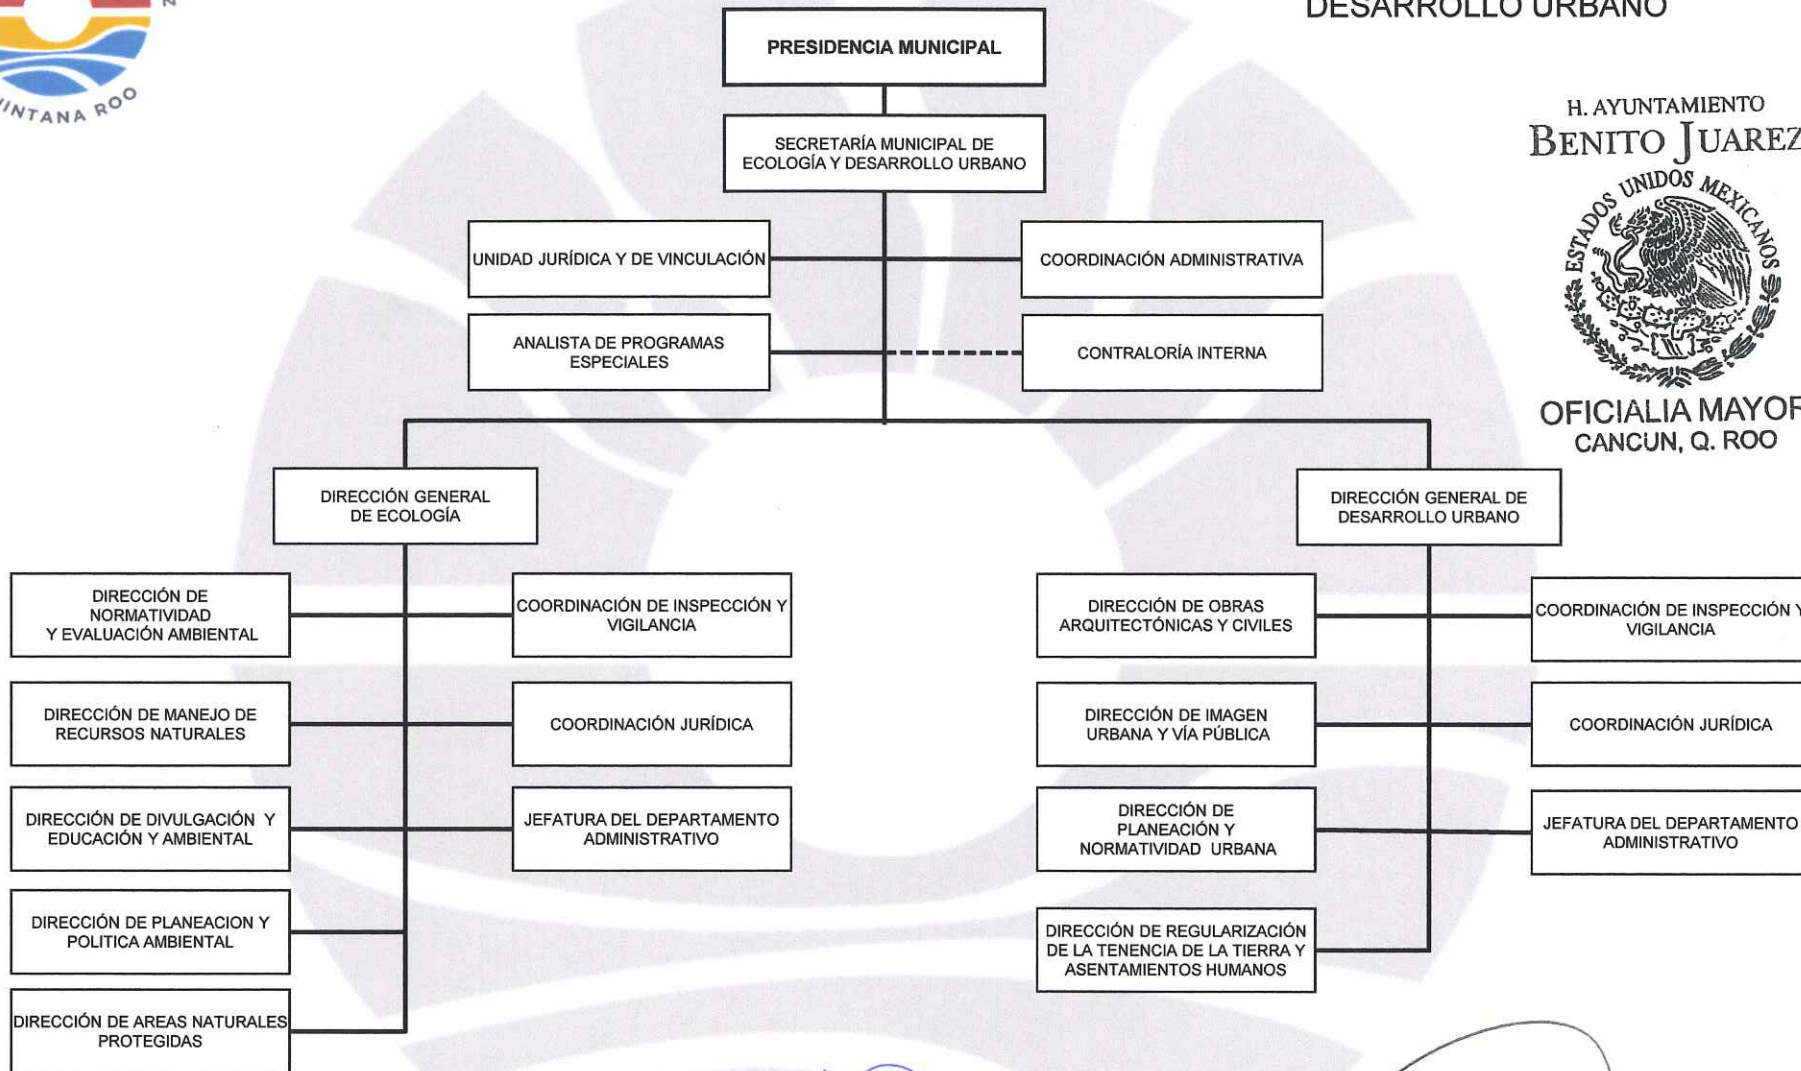 DESARROLLO URBANO
QUINTANA ROO
PRESIDENCIA MUNICIPAL
SECRETARÍA MUNICIPAL DE
ECOLOGÍA Y DESARROLLO URBANO
H. AYUNTAMIENTO
BENITO JUAREZ
ESTADOS UNIDOS MEXICANOS
OFICIALIA MAYOR
CANCUN, Q. ROO
UNIDAD JURÍDICA Y DE VINCULACIÓN
COORDINACIÓN ADMINISTRATIVA
ANALISTA DE PROGRAMAS
ESPECIALES
CONTRALORÍA INTERNA
DIRECCIÓN GENERAL
DE ECOLOGÍA
DIRECCIÓN GENERAL DE
DESARROLLO URBANO
DIRECCIÓN DE
NORMATIVIDAD
Y EVALUACIÓN AMBIENTAL
COORDINACIÓN DE INSPECCIÓN Y
VIGILANCIA
DIRECCIÓN DE OBRAS
ARQUITECTÓNICAS Y CIVILES
COORDINACIÓN DE INSPECCIÓN Y
VIGILANCIA
DIRECCIÓN DE MANEJO DE
RECURSOS NATURALES
COORDINACIÓN JURÍDICA
DIRECCIÓN DE IMAGEN
URBANA Y VÍA PÚBLICA
COORDINACIÓN JURÍDICA
DIRECCIÓN DE DIVULGACIÓN Y
EDUCACIÓN Y AMBIENTAL
JEFATURA DEL DEPARTAMENTO
ADMINISTRATIVO
DIRECCIÓN DE
PLANEACIÓN Y
NORMATIVIDAD URBANA
JEFATURA DEL DEPARTAMENTO
ADMINISTRATIVO
DIRECCIÓN DE PLANEACION Y
POLITICA AMBIENTAL
DIRECCIÓN DE REGULARIZACIÓN
DE LA TENENCIA DE LA TIERRA Y
ASENTAMIENTOS HUMANOS
DIRECCIÓN DE AREAS NATURALES
PROTEGIDAS